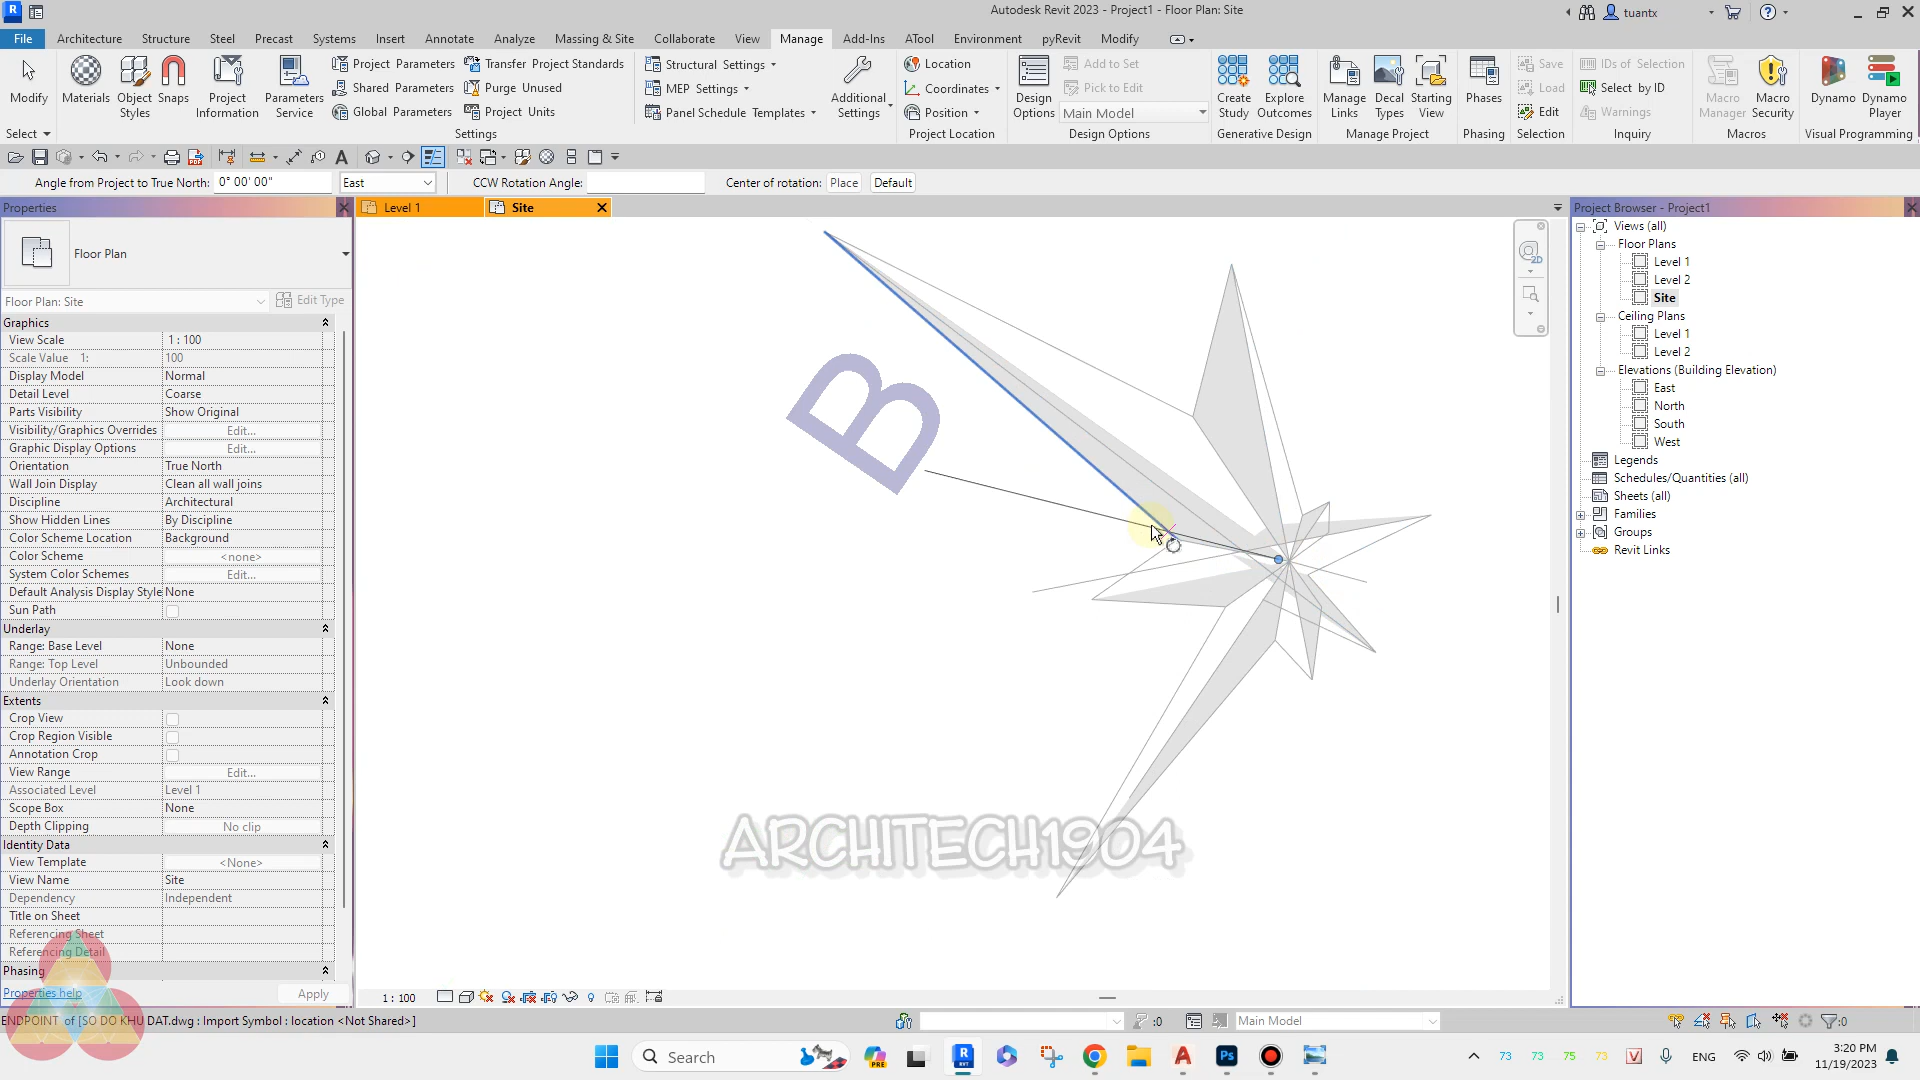 Autodesk Revit 2023 - Project1 - Floor Plan: Site
tuantx
File Architecture Structure Steel Precast Systems Insert Annotate Analyze Massing & Site Collaborate View Manage Add-Ins ATool Environment pyRevit Modify
Modify
Materials
Object Styles
Snaps
Project Information
Parameters Service
Project Parameters
Shared Parameters
Global Parameters
Transfer Project Standards
Purge Unused
Project Units
Structural Settings
MEP Settings
Panel Schedule Templates
Additional Settings
Location
Coordinates
Position
Design Options
Add to Set
Pick to Edit
Main Model
Create Study
Explore Outcomes
Manage Links
Decal Types
Starting View
Phases
Save
Load
Edit
IDs of Selection
Select by ID
Warnings
Macro Manager
Macro Security
Dynamo
Dynamo Player
Select Settings Project Location Design Options Generative Design Manage Project Phasing Selection Inquiry Macros Visual Programming
Angle from Project to True North: 0° 00' 00" East CCW Rotation Angle: Center of rotation: Place Default
Properties
Level 1
Site
Floor Plan
Floor Plan: Site Edit Type
Graphics
View Scale 1 : 100
Scale Value 1: 100
Display Model Normal
Detail Level Coarse
Parts Visibility Show Original
Visibility/Graphics Overrides Edit...
Graphic Display Options Edit...
Orientation True North
Wall Join Display Clean all wall joins
Discipline Architectural
Show Hidden Lines By Discipline
Color Scheme Location Background
Color Scheme <none>
System Color Schemes Edit...
Default Analysis Display Style None
Sun Path
Underlay
Range: Base Level None
Range: Top Level Unbounded
Underlay Orientation Look down
Extents
Crop View
Crop Region Visible
Annotation Crop
View Range Edit...
Associated Level Level 1
Scope Box None
Depth Clipping No clip
Identity Data
View Template <None>
View Name Site
Dependency Independent
Title on Sheet
Referencing Sheet
Referencing Detail
Phasing
Properties help Apply
B
2D
ARCHITECH1904
Project Browser - Project1
Views (all)
Floor Plans
Level 1
Level 2
Site
Ceiling Plans
Level 1
Level 2
Elevations (Building Elevation)
East
North
South
West
Legends
Schedules/Quantities (all)
Sheets (all)
Families
Groups
Revit Links
1 : 100
ENDPOINT of [SO DO KHU DAT.dwg : Import Symbol : location <Not Shared>]
:0
Main Model
:0
Search
PRE
73 73 75 73
ENG
3:20 PM
11/19/2023